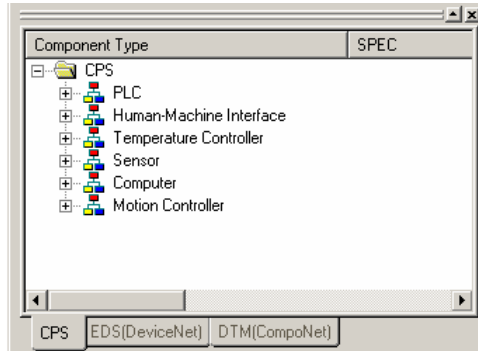 Component Type SPEC
CPS
PLC
Human-Machine Interface
Temperature Controller
Sensor
Computer
Motion Controller
CPS EDS(DeviceNet) DTM(CompoNet)